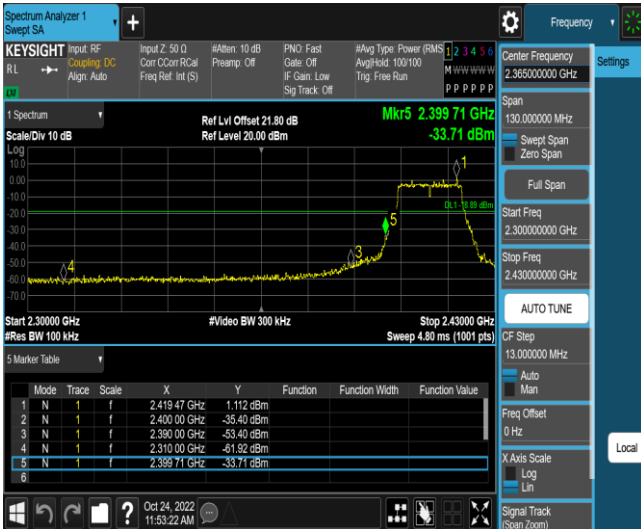 Spectrum Analyzer 1
Swept SA
Frequency
KEYSIGHT
RL
Input: RF
Coupling: DC
Align: Auto
Input Z: 50 Ω
Corr CCorr RCal
Freq Ref: Int (S)
#Atten: 10 dB
Preamp: Off
PNO: Fast
Gate: Off
IF Gain: Low
Sig Track: Off
#Avg Type: Power (RMS
Avg|Hold: 100/100
Trig: Free Run
1 2 3 4 5 6
M W W W W W
P P P P P P
1 Spectrum
Scale/Div 10 dB
Log
Ref Lvl Offset 21.80 dB
Ref Level 20.00 dBm
Mkr5 2.399 71 GHz
-33.71 dBm
10.0
0.00
-10.0
-20.0
-30.0
-40.0
-50.0
-60.0
-70.0
1
DL1 -18.89 dBm
5
3
4
Start 2.30000 GHz
#Res BW 100 kHz
#Video BW 300 kHz
Stop 2.43000 GHz
Sweep 4.80 ms (1001 pts)
5 Marker Table
Mode Trace Scale X Y Function Function Width Function Value
1 N 1 f 2.419 47 GHz 1.112 dBm
2 N 1 f 2.400 00 GHz -35.40 dBm
3 N 1 f 2.390 00 GHz -53.40 dBm
4 N 1 f 2.310 00 GHz -61.92 dBm
5 N 1 f 2.399 71 GHz -33.71 dBm
6
Oct 24, 2022
11:53:22 AM
Center Frequency
2.365000000 GHz
Span
130.000000 MHz
Swept Span
Zero Span
Full Span
Start Freq
2.300000000 GHz
Stop Freq
2.430000000 GHz
AUTO TUNE
CF Step
13.000000 MHz
Auto
Man
Freq Offset
0 Hz
X Axis Scale
Log
Lin
Signal Track
(Span Zoom)
Settings
Local